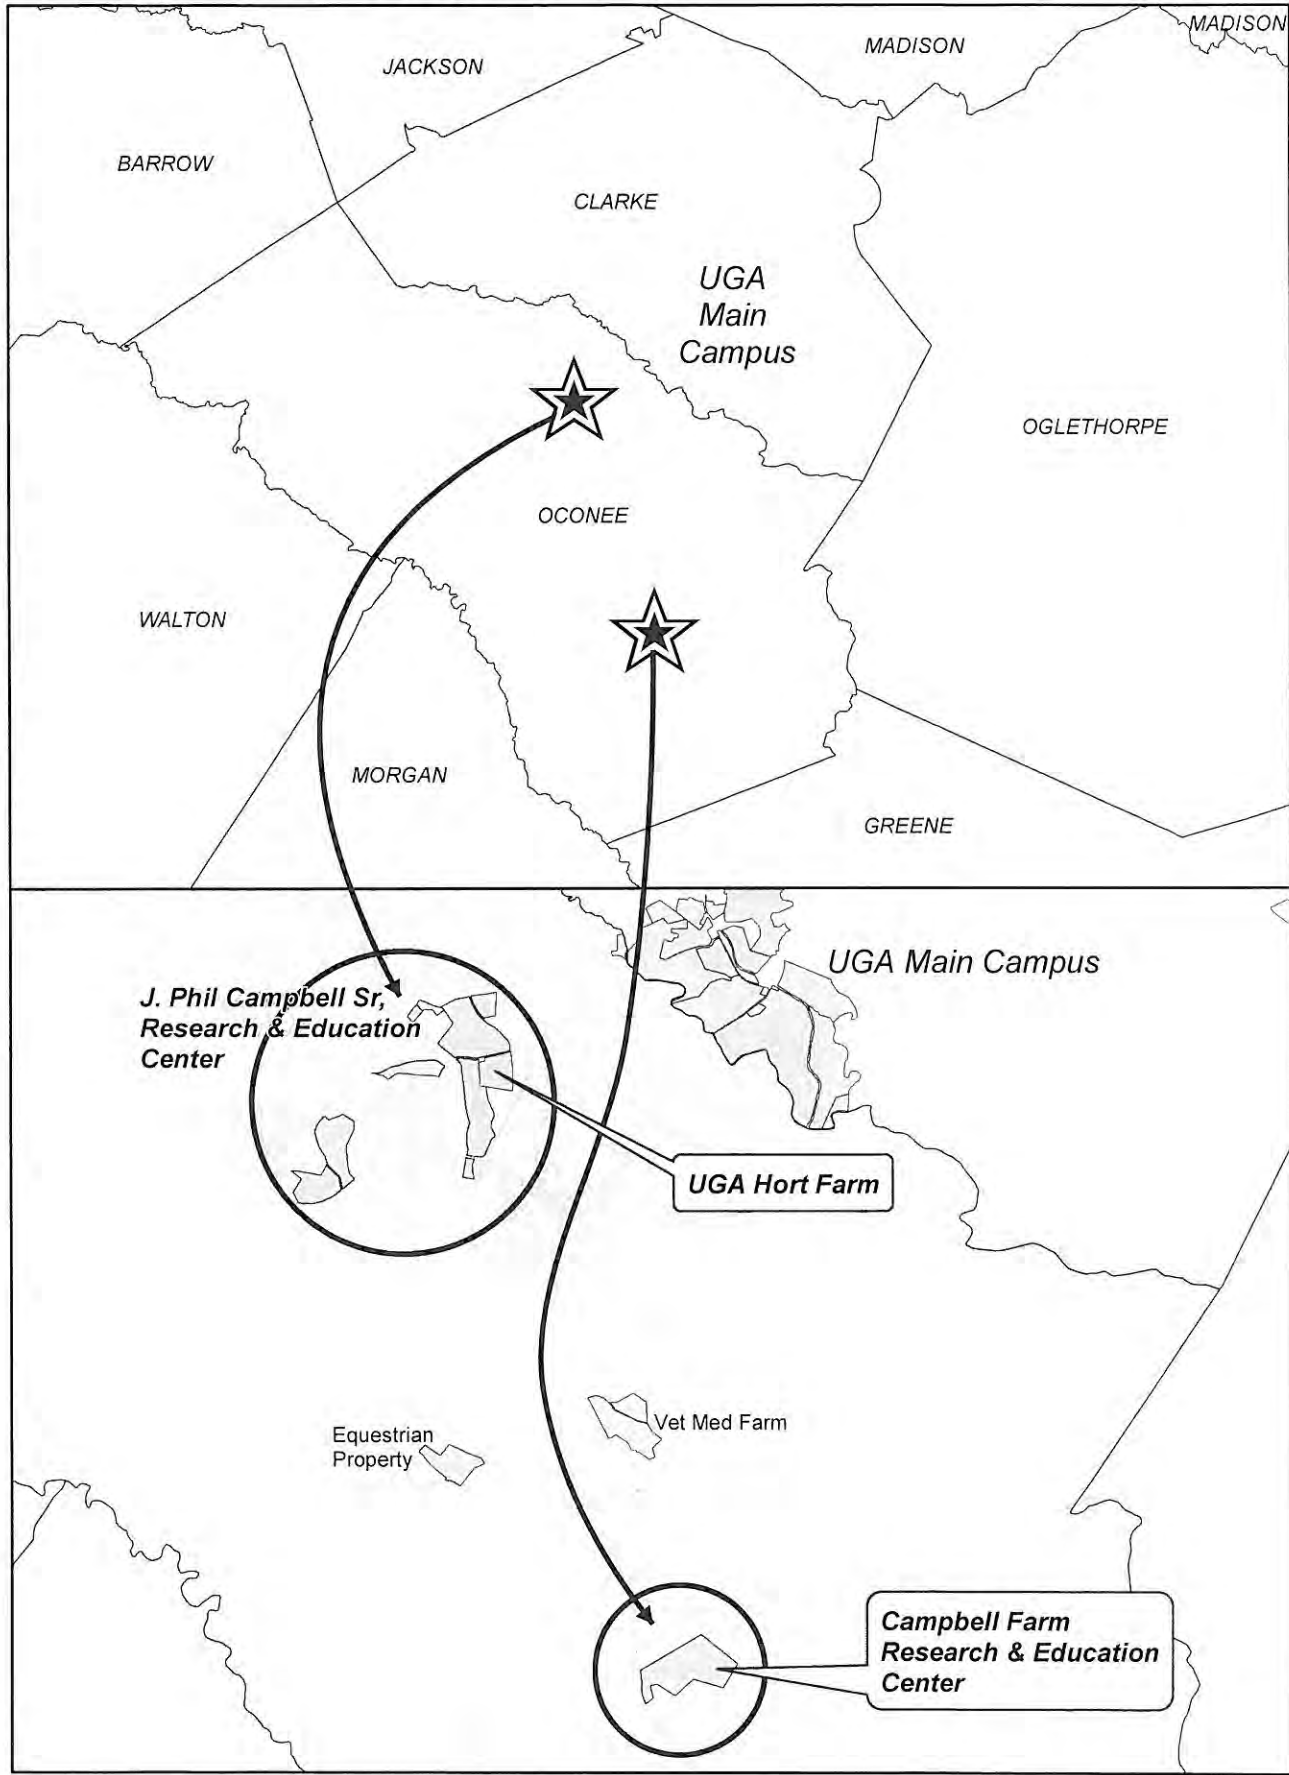 MADISON
MADISON
JACKSON
BARROW
CLARKE
UGA
Main
Campus
OGLETHORPE
OCONEE
WALTON
MORGAN
GREENE
UGA Main Campus
J. Phil Campbell Sr,
Research & Education
Center
UGA Hort Farm
Vet Med Farm
Equestrian
Property
Campbell Farm
Research & Education
Center